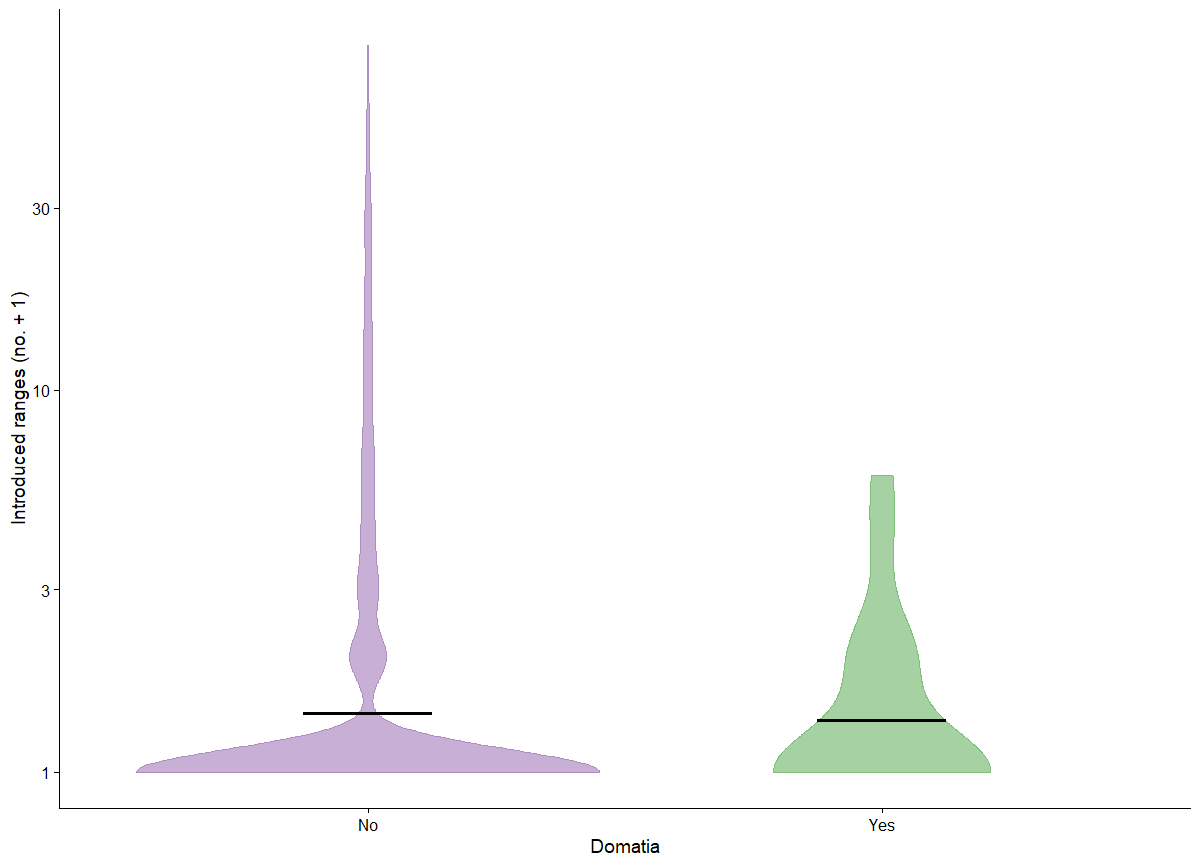 Introduced ranges (no. + 1)
30
10
3
1
No
Yes
Domatia